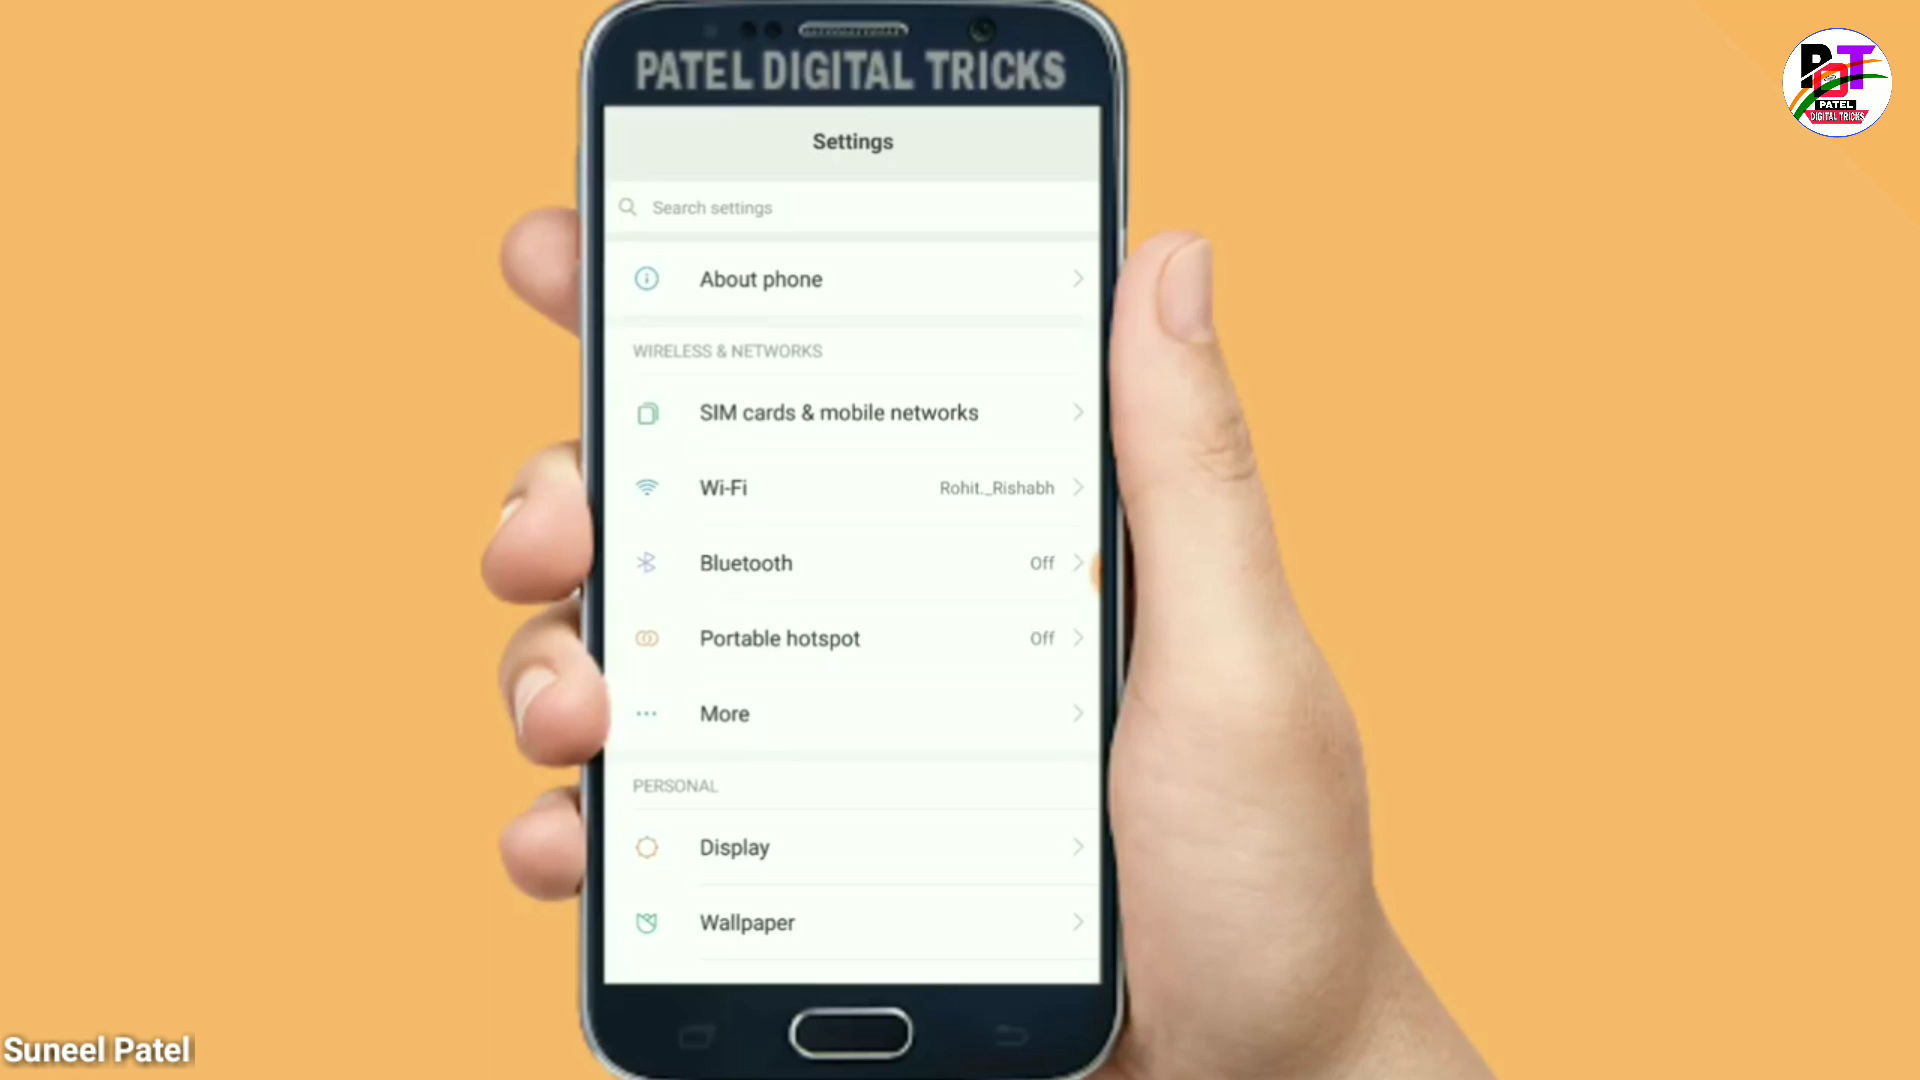 PATEL DIGITAL TRICKS
PDT
PATEL
DIGITAL TRICKS
Settings
Search settings
About phone
WIRELESS & NETWORKS
SIM cards & mobile networks
Wi-Fi
Rohit._Rishabh
Bluetooth
Off
Portable hotspot
Off
More
PERSONAL
Display
Wallpaper
Suneel Patel